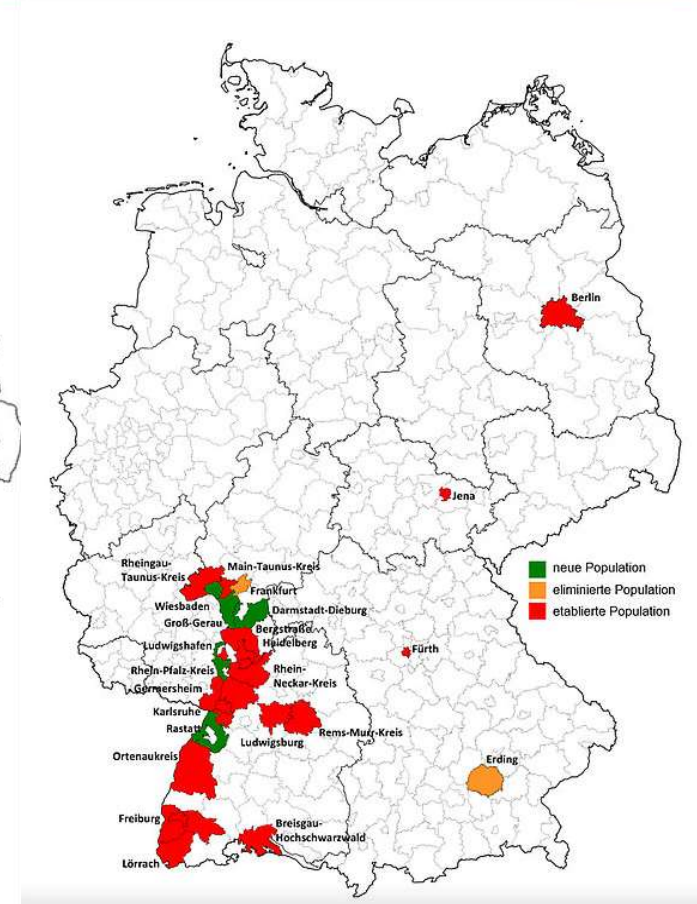 Berlin
Jena
neue Population
eliminierte Population
etablierte Population
Rheingau-
Taunus-Kreis
Main-Taunus-Kreis
Frankfurt
Wiesbaden
Darmstadt-Dieburg
Groß-Gerau
Bergstraße
Heidelberg
Ludwigshafen
Fürth
Rhein-Pfalz-Kreis
Rhein-
Neckar-Kreis
Germersheim
Karlsruhe
Rastatt
Rems-Murr-Kreis
Ludwigsburg
Ortenaukreis
Erding
Freiburg
Breisgau-
Hochschwarzwald
Lörrach